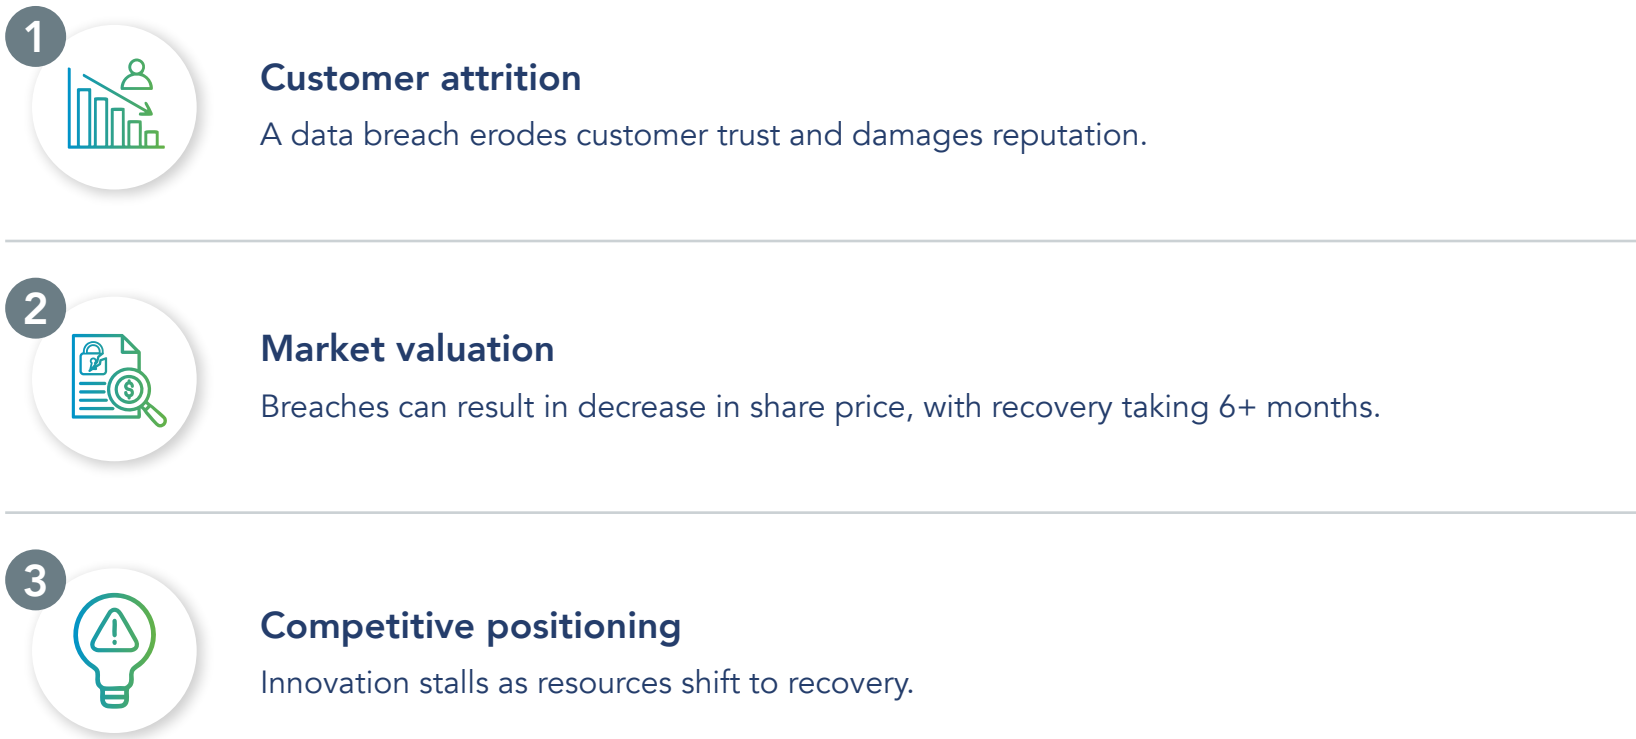 1
Customer attrition
A data breach erodes customer trust and damages reputation.
2
Market valuation
$
Breaches can result in decrease in share price, with recovery taking 6+ months.
3
Competitive positioning
!
Innovation stalls as resources shift to recovery.